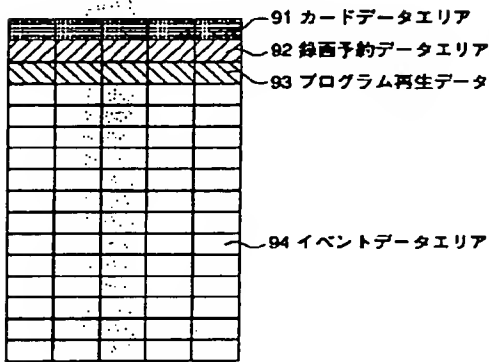 91 カードデータエリア
92 録画予約データエリア
93 プログラム再生データ
94 イベントデータエリア